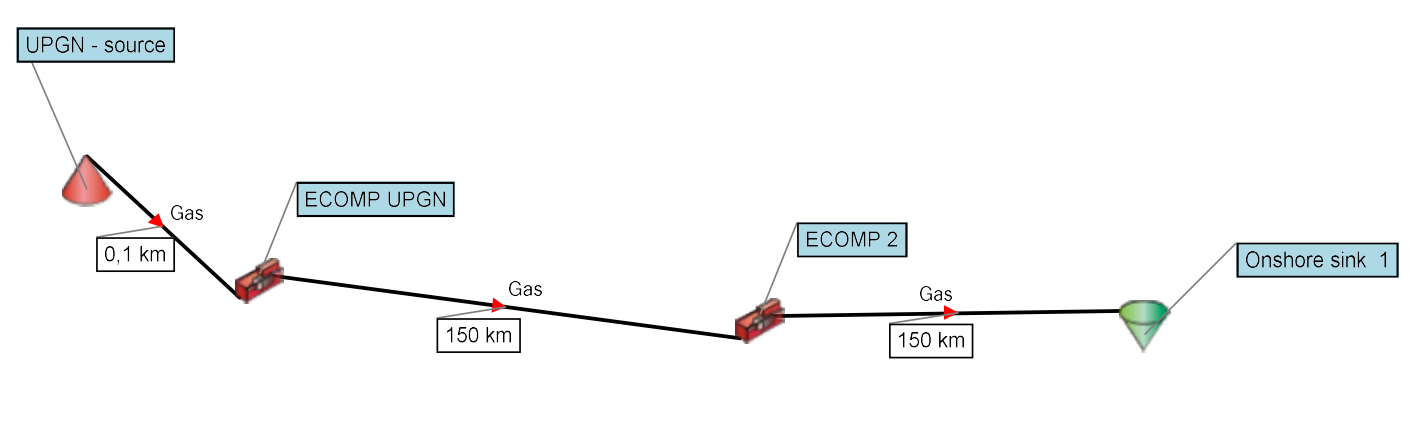 UPGN - source
Gas
0,1 km
ECOMP UPGN
Gas
150 km
ECOMP 2
Gas
150 km
Onshore sink  1